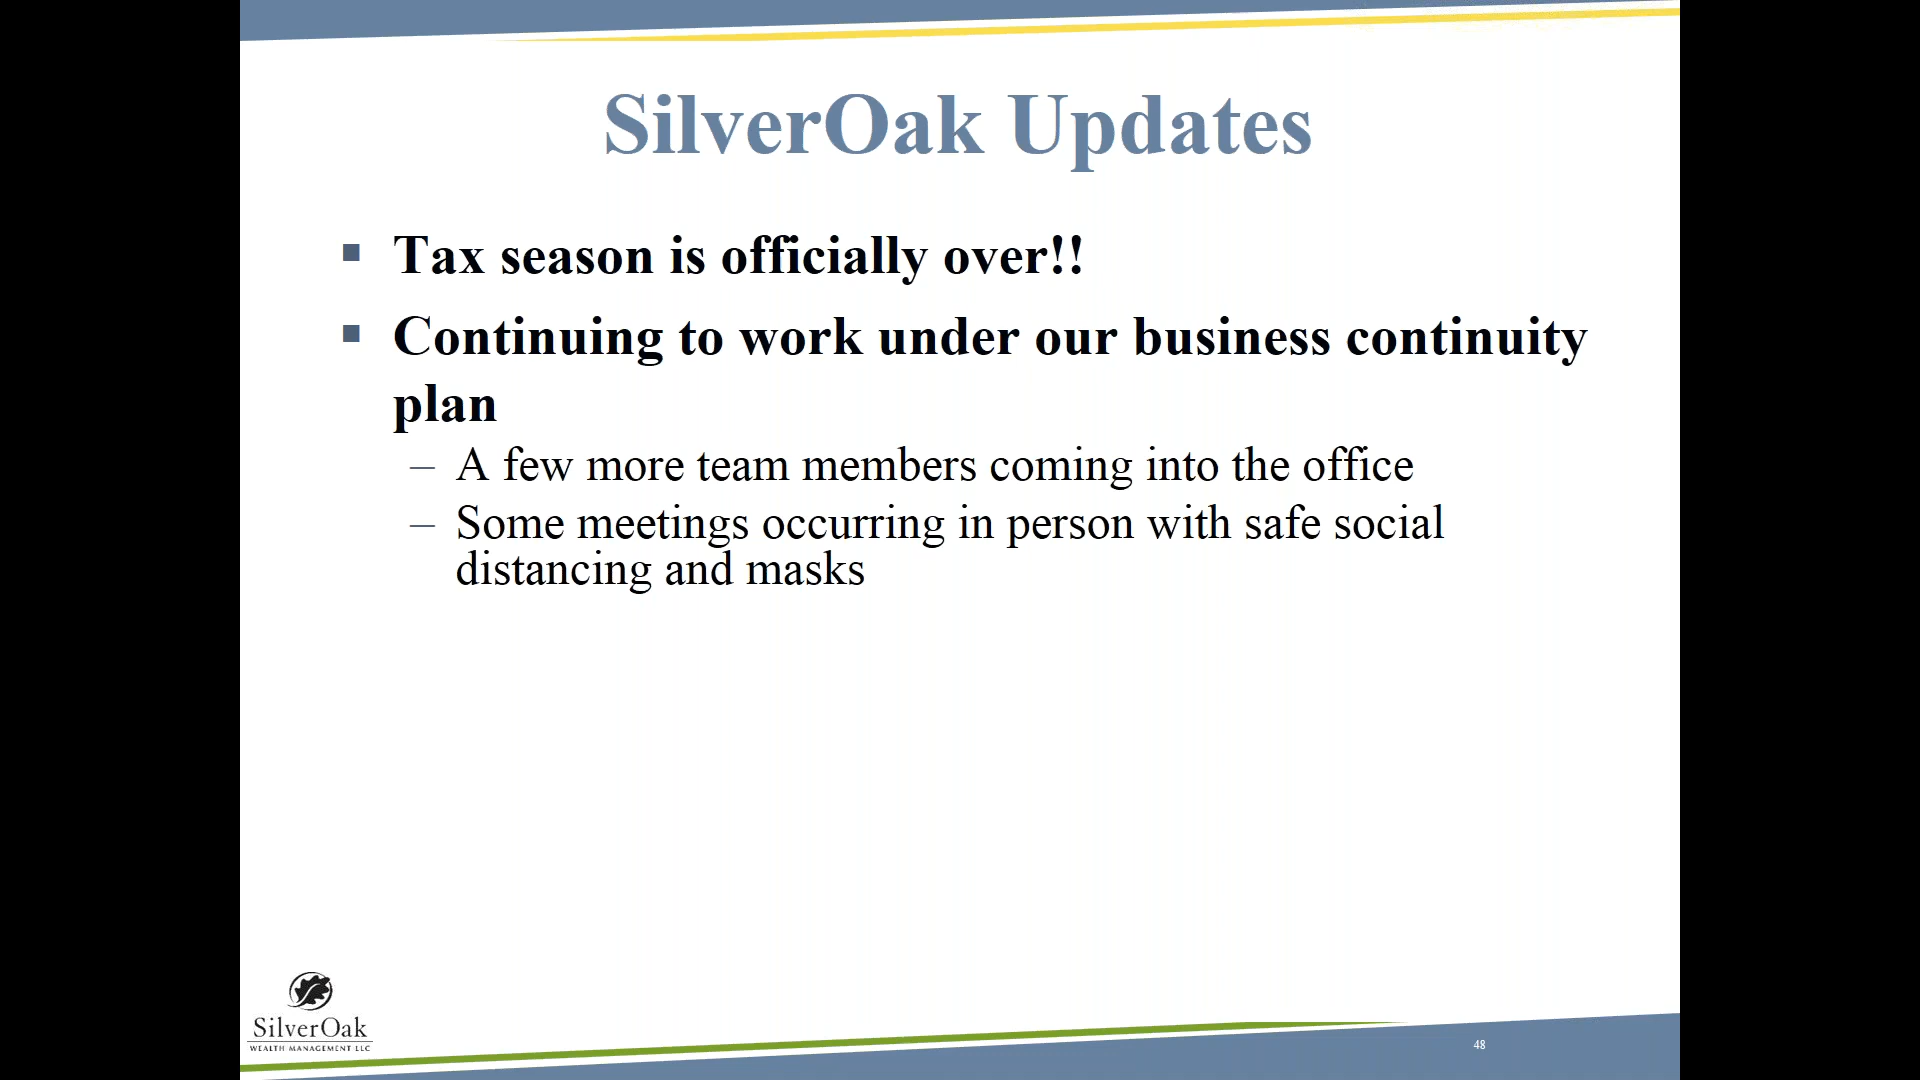 SilverOak Updates
▪ Tax season is officially over!!
▪ Continuing to work under our business continuity
plan
– A few more team members coming into the office
– Some meetings occurring in person with safe social
distancing and masks
SilverOak
WEALTH MANAGEMENT LLC
48